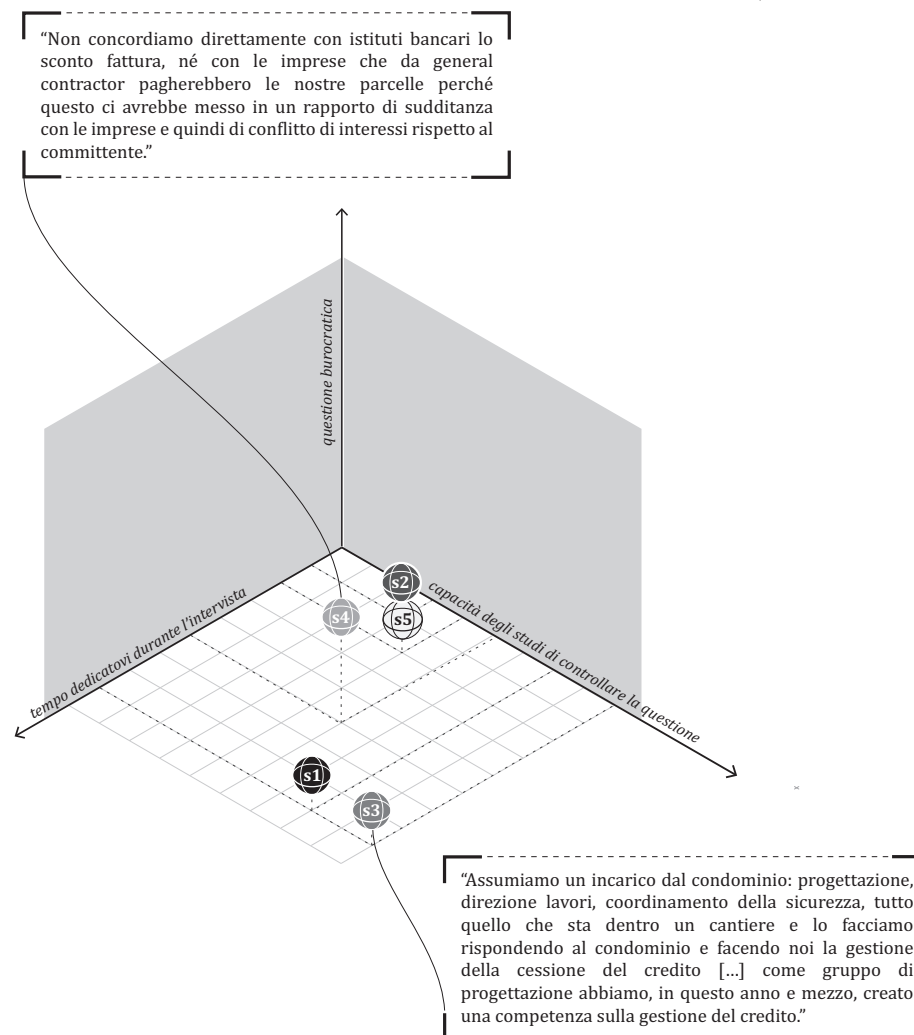 “Non concordiamo direttamente con istituti bancari lo
sconto fattura, né con le imprese che da general
contractor pagherebbero le nostre parcelle perché
questo ci avrebbe messo in un rapporto di sudditanza
con le imprese e quindi di conflitto di interessi rispetto al
committente.”
questione burocratica
s2
capacità degli studi di controllare la questione
s4
s5
tempo dedicatovi durante l’intervista
s1
s3
“Assumiamo un incarico dal condominio: progettazione,
direzione lavori, coordinamento della sicurezza, tutto
quello che sta dentro un cantiere e lo facciamo
rispondendo al condominio e facendo noi la gestione
della cessione del credito [...] come gruppo di
progettazione abbiamo, in questo anno e mezzo, creato
una competenza sulla gestione del credito.”